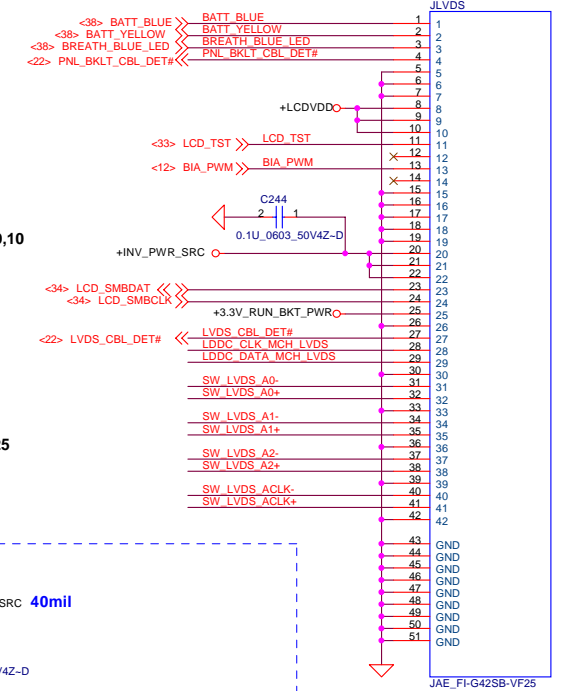 JLVDS
<38> BATT_BLUE BATT_BLUE 1 1
<38> BATT_YELLOW BATT_YELLOW 2 2
<38> BREATH_BLUE_LED BREATH_BLUE_LED 3 3
<22> PNL_BKLT_CBL_DET# PNL_BKLT_CBL_DET# 4 4
5 5
6 6
7 7
+LCDVDD 8 8
9 9
10 10
<33> LCD_TST LCD_TST 11 11
12 12
<12> BIA_PWM BIA_PWM 13 13
14 14
15 15
C244 16 16
2 1 17 17
18 18
0,10 0.1U_0603_50V4Z~D 19 19
+INV_PWR_SRC 20 20
21 21
22 22
<34> LCD_SMBDAT 23 23
<34> LCD_SMBCLK 24 24
+3.3V_RUN_BKT_PWR 25 25
26 26
<22> LVDS_CBL_DET# LVDS_CBL_DET# 27 27
LDDC_CLK_MCH_LVDS 28 28
LDDC_DATA_MCH_LVDS 29 29
30 30
SW_LVDS_A0- 31 31
SW_LVDS_A0+ 32 32
33 33
SW_LVDS_A1- 34 34
SW_LVDS_A1+ 35 35
25 36 36
SW_LVDS_A2- 37 37
SW_LVDS_A2+ 38 38
39 39
SW_LVDS_ACLK- 40 40
SW_LVDS_ACLK+ 41 41
42 42
43 GND
44 GND
45 GND
46 GND
47 GND
SRC 40mil 48 GND
49 GND
50 GND
51 GND
V4Z~D
JAE_FI-G42SB-VF25